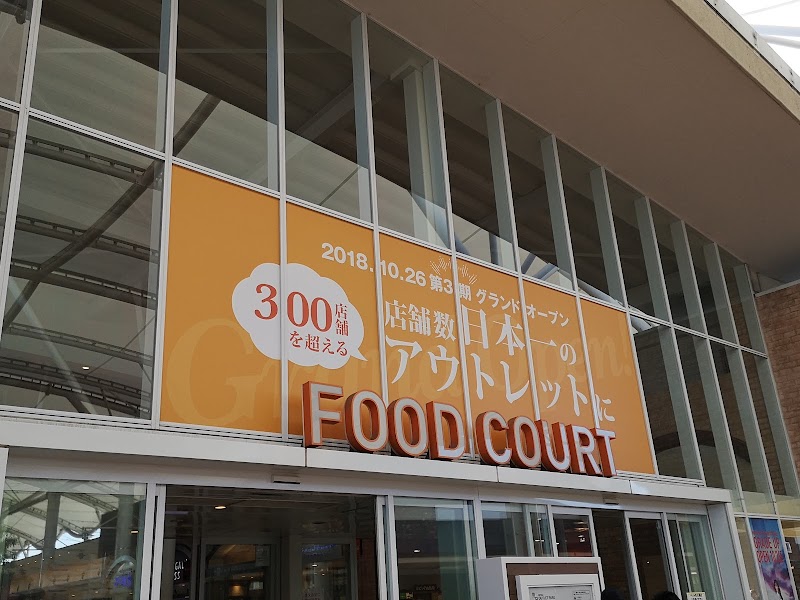 2018.10.26 第3期 グランドオープン
300店舗
を超える
店舗数日本一の
アウトレットに
Grand Open!
FOOD COURT